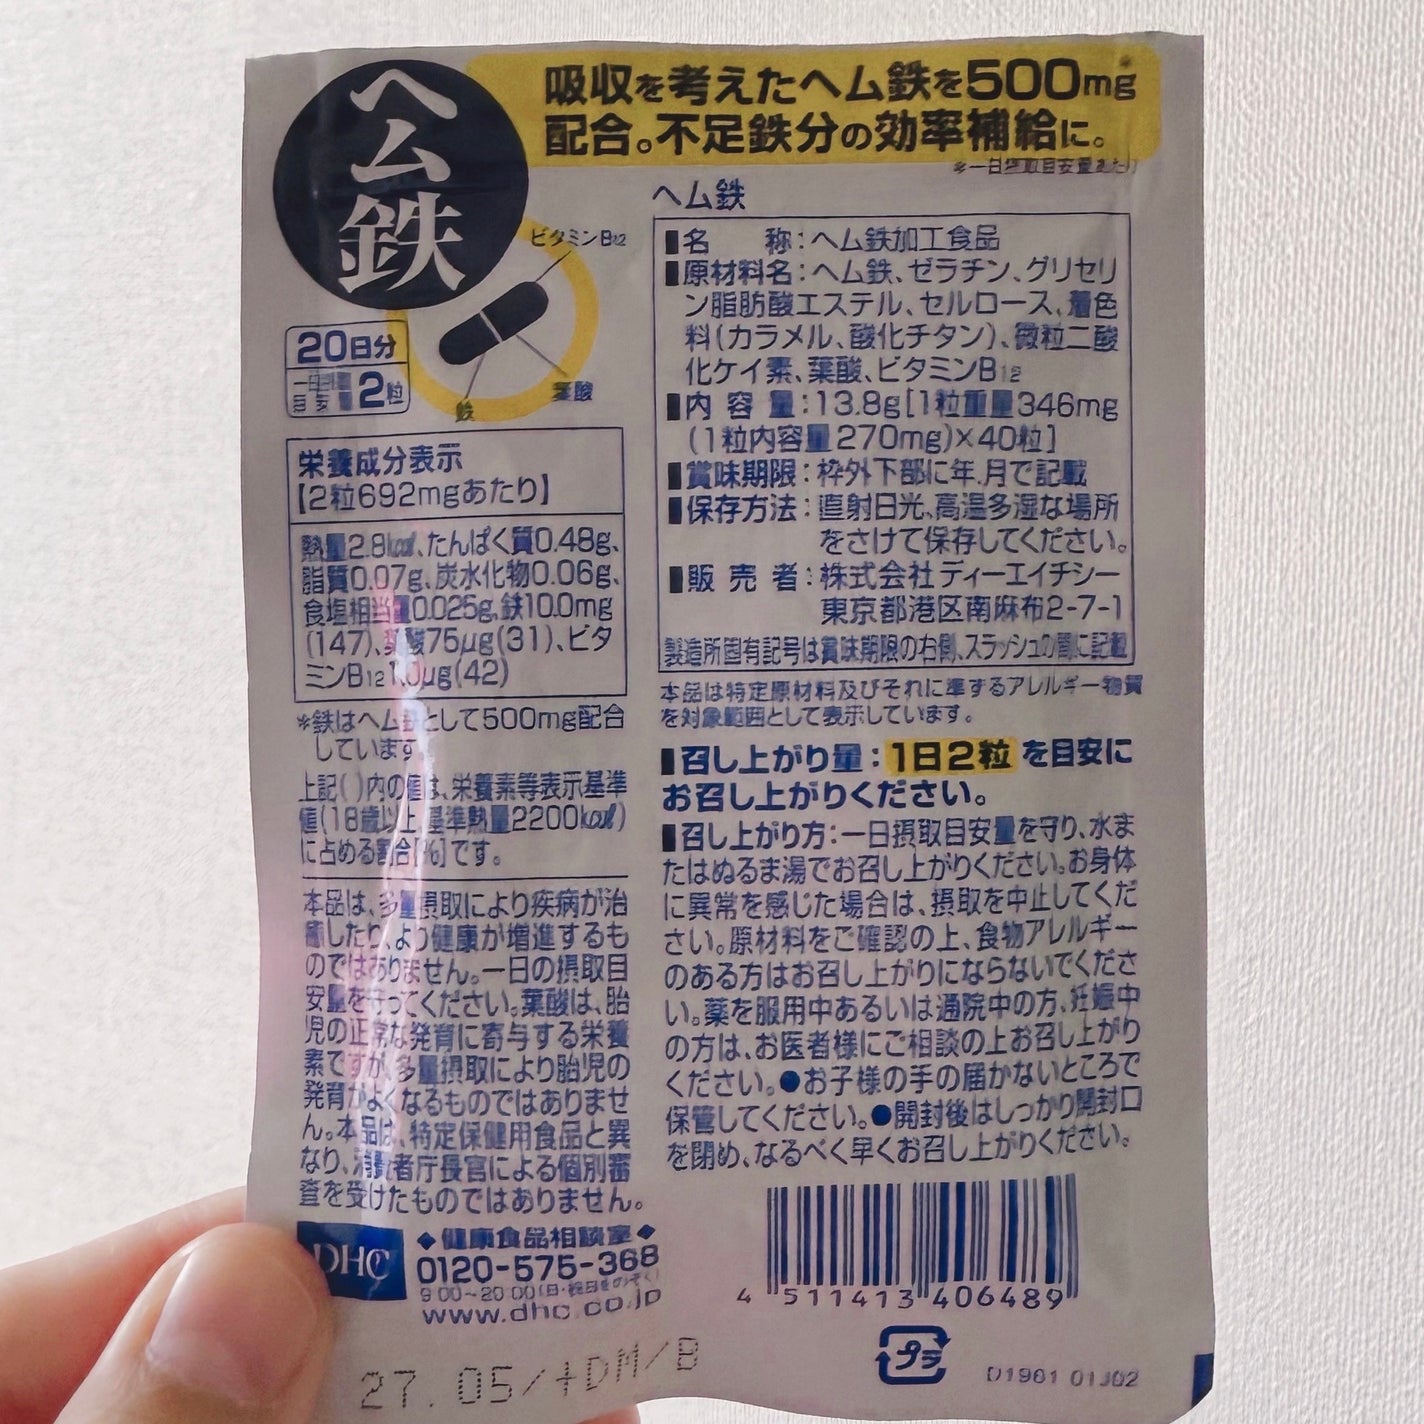 ヘム鉄
吸収を考えたヘム鉄を500mg※
配合。不足鉄分の効率補給に。
※一日摂取目安量あたり
ビタミンB12
鉄
葉酸
20日分
一日摂取
目安量 2粒
栄養成分表示
【2粒692mgあたり】
熱量2.8kcal、たんぱく質0.48g、
脂質0.07g、炭水化物0.06g、
食塩相当量0.025g、鉄10.0mg
(147)、葉酸75μg(31)、ビタ
ミンB12 1.0μg(42)
※鉄はヘム鉄として500mg配合
しています。
上記( )内の値は、栄養素等表示基準
値(18歳以上、基準熱量2200kcal)
に占める割合[%]です。
本品は、多量摂取により疾病が治
癒したり、より健康が増進するも
のではありません。一日の摂取目
安量を守ってください。葉酸は、胎
児の正常な発育に寄与する栄養
素ですが、多量摂取により胎児の
発育がよくなるものではありませ
ん。本品は、特定保健用食品と異
なり、消費者庁長官による個別審
査を受けたものではありません。
DHC
◆健康食品相談室◆
0120-575-368
9:00〜20:00(日・祝日をのぞく)
www.dhc.co.jp
27.05/+DM/B
ヘム鉄
■名　　称：ヘム鉄加工食品
■原材料名：ヘム鉄、ゼラチン、グリセリ
ン脂肪酸エステル、セルロース、着色
料(カラメル、酸化チタン)、微粒二酸
化ケイ素、葉酸、ビタミンB12
■内 容 量：13.8g[1粒重量346mg
(1粒内容量270mg)×40粒]
■賞味期限：枠外下部に年.月で記載
■保存方法：直射日光、高温多湿な場所
をさけて保存してください。
■販 売 者：株式会社ディーエイチシー
東京都港区南麻布2-7-1
製造所固有記号は賞味期限の右側、スラッシュの間に記載
本品は特定原材料及びそれに準ずるアレルギー物質
を対象範囲として表示しています。
■召し上がり量：1日2粒を目安に
お召し上がりください。
■召し上がり方：一日摂取目安量を守り、水ま
たはぬるま湯でお召し上がりください。お身体
に異常を感じた場合は、摂取を中止してくだ
さい。原材料をご確認の上、食物アレルギー
のある方はお召し上がりにならないでくださ
い。薬を服用中あるいは通院中の方、妊娠中
の方は、お医者様にご相談の上お召し上がり
ください。●お子様の手の届かないところで
保管してください。●開封後はしっかり開封口
を閉め、なるべく早くお召し上がりください。
4 511413 406489
プラ
D1901 01J02